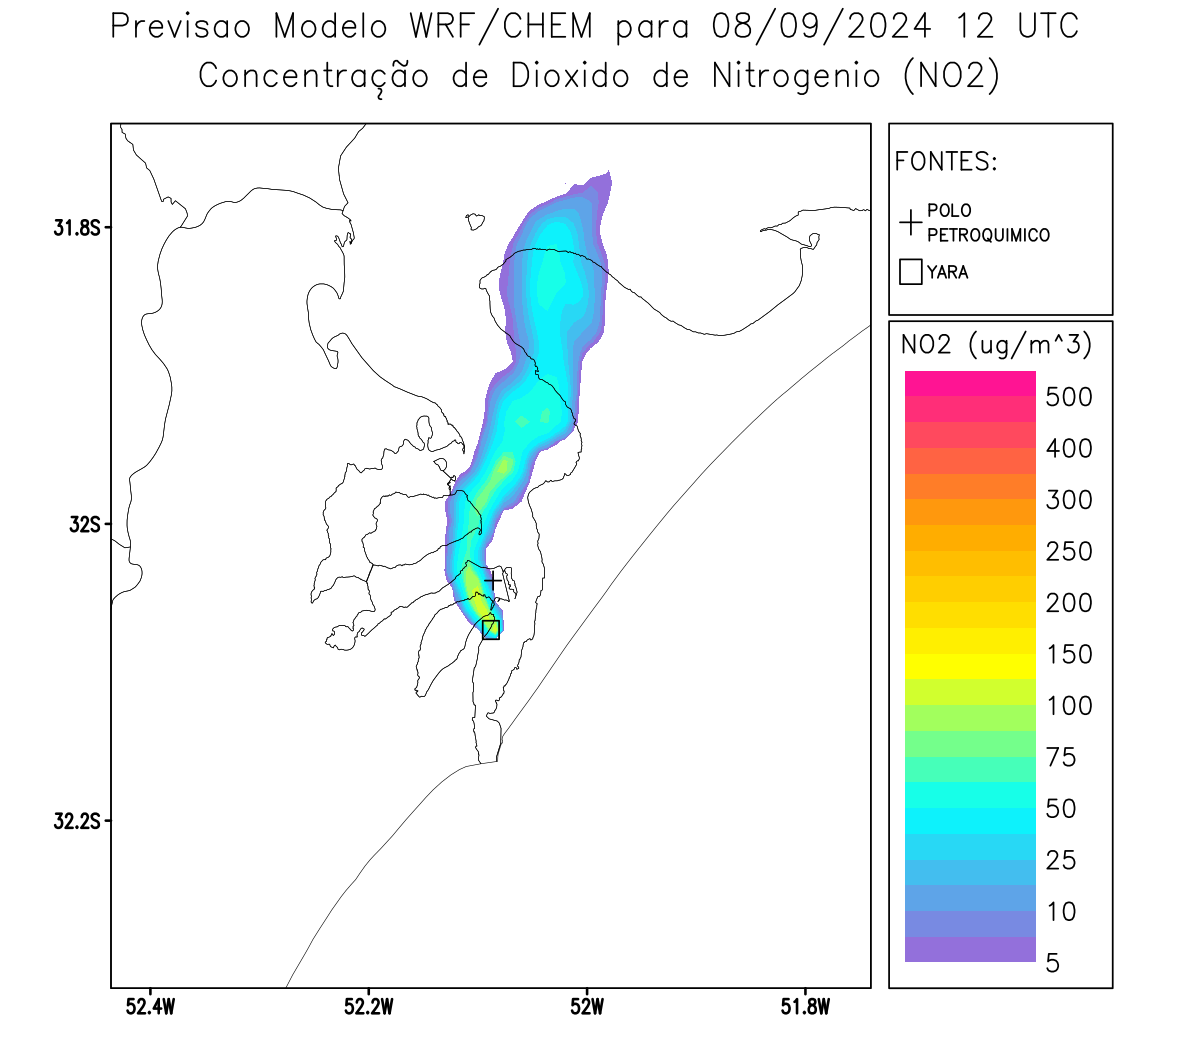 Previsao Modelo WRF/CHEM para 08/09/2024 12 UTC
Concentração de Dioxido de Nitrogenio (NO2)
31.8S
32S
32.2S
52.4W
52.2W
52W
51.8W
FONTES:
POLO
PETROQUIMICO
YARA
NO2 (ug/m^3)
500
400
300
250
200
150
100
75
50
25
10
5